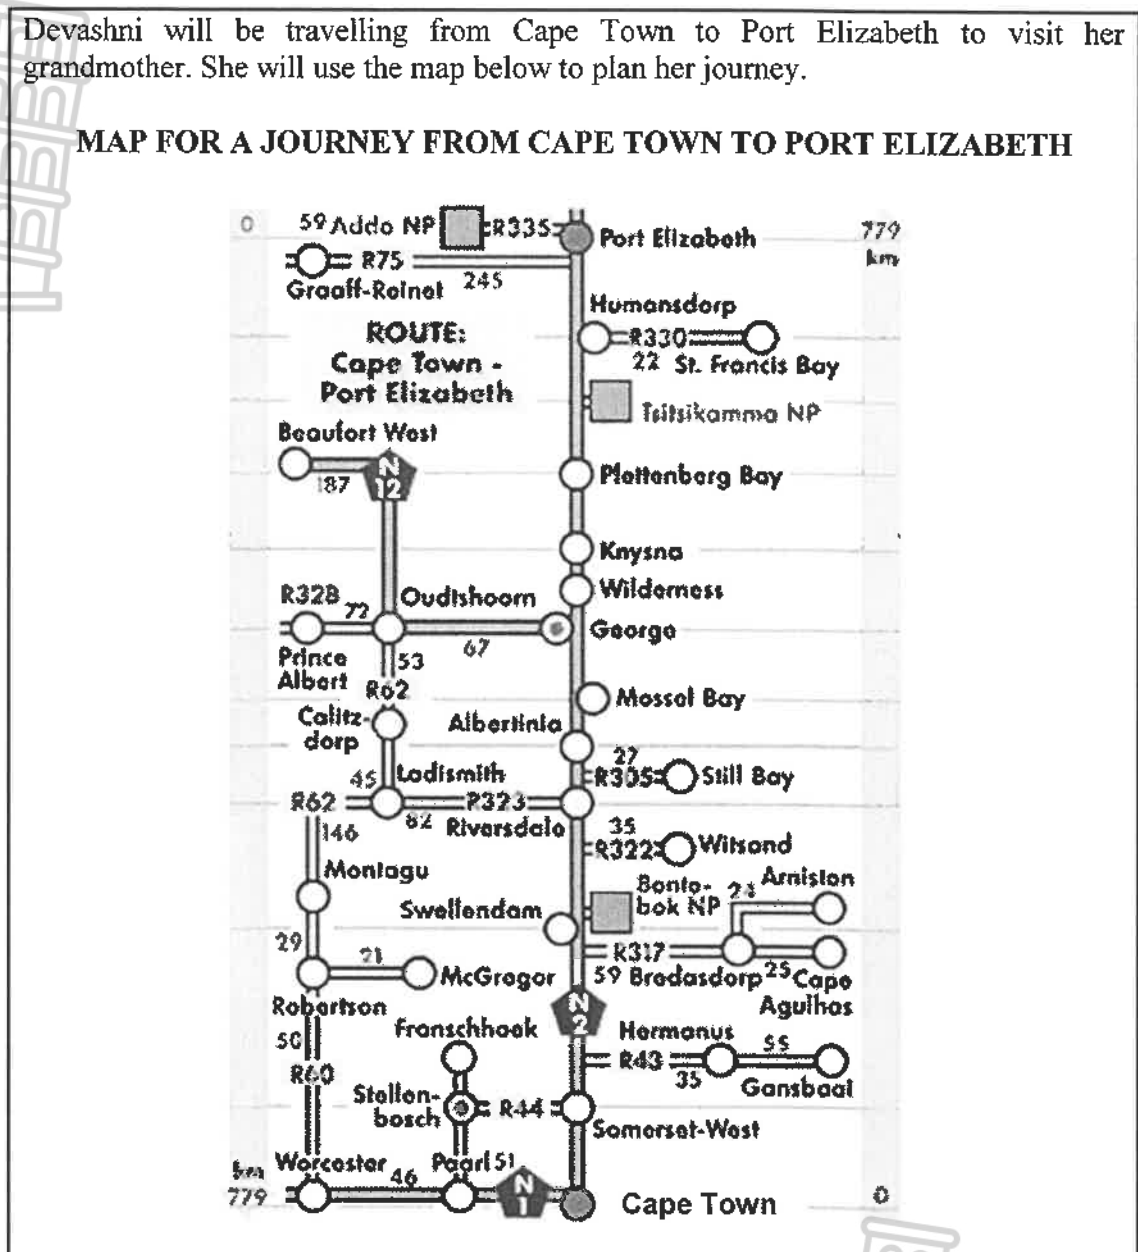 Devashni will be travelling from Cape Town to Port Elizabeth to visit her
grandmother. She will use the map below to plan her journey.
MAP FOR A JOURNEY FROM CAPE TOWN TO PORT ELIZABETH
0
59 Addo NP
R335
Port Elizabeth
779
km
R75
Graaff-Reinet
245
Humansdorp
ROUTE:
Cape Town -
Port Elizabeth
R330
22 St. Francis Bay
Tsitsikamma NP
Beaufort West
187
N
12
Plettenberg Bay
Knysna
Wilderness
R328
72
Oudtshoorn
67
George
Prince
Albert
53
R62
Mossel Bay
Calitz-
dorp
Albertinia
27
R305
Still Bay
45
Ladismith
R62
R323
82
Riversdale
146
35
R322
Witsand
Montagu
Bonte-
bok NP
24
Arniston
Swellendam
29
21
McGregor
R317
59 Bredasdorp
25
Cape
Agulhas
Robertson
N
2
Franschhoek
Hermanus
50
R60
R43
35
55
Gansbaai
Stellen-
bosch
R44
Somerset-West
km
779
Worcester
46
Paarl
51
N
1
Cape Town
0